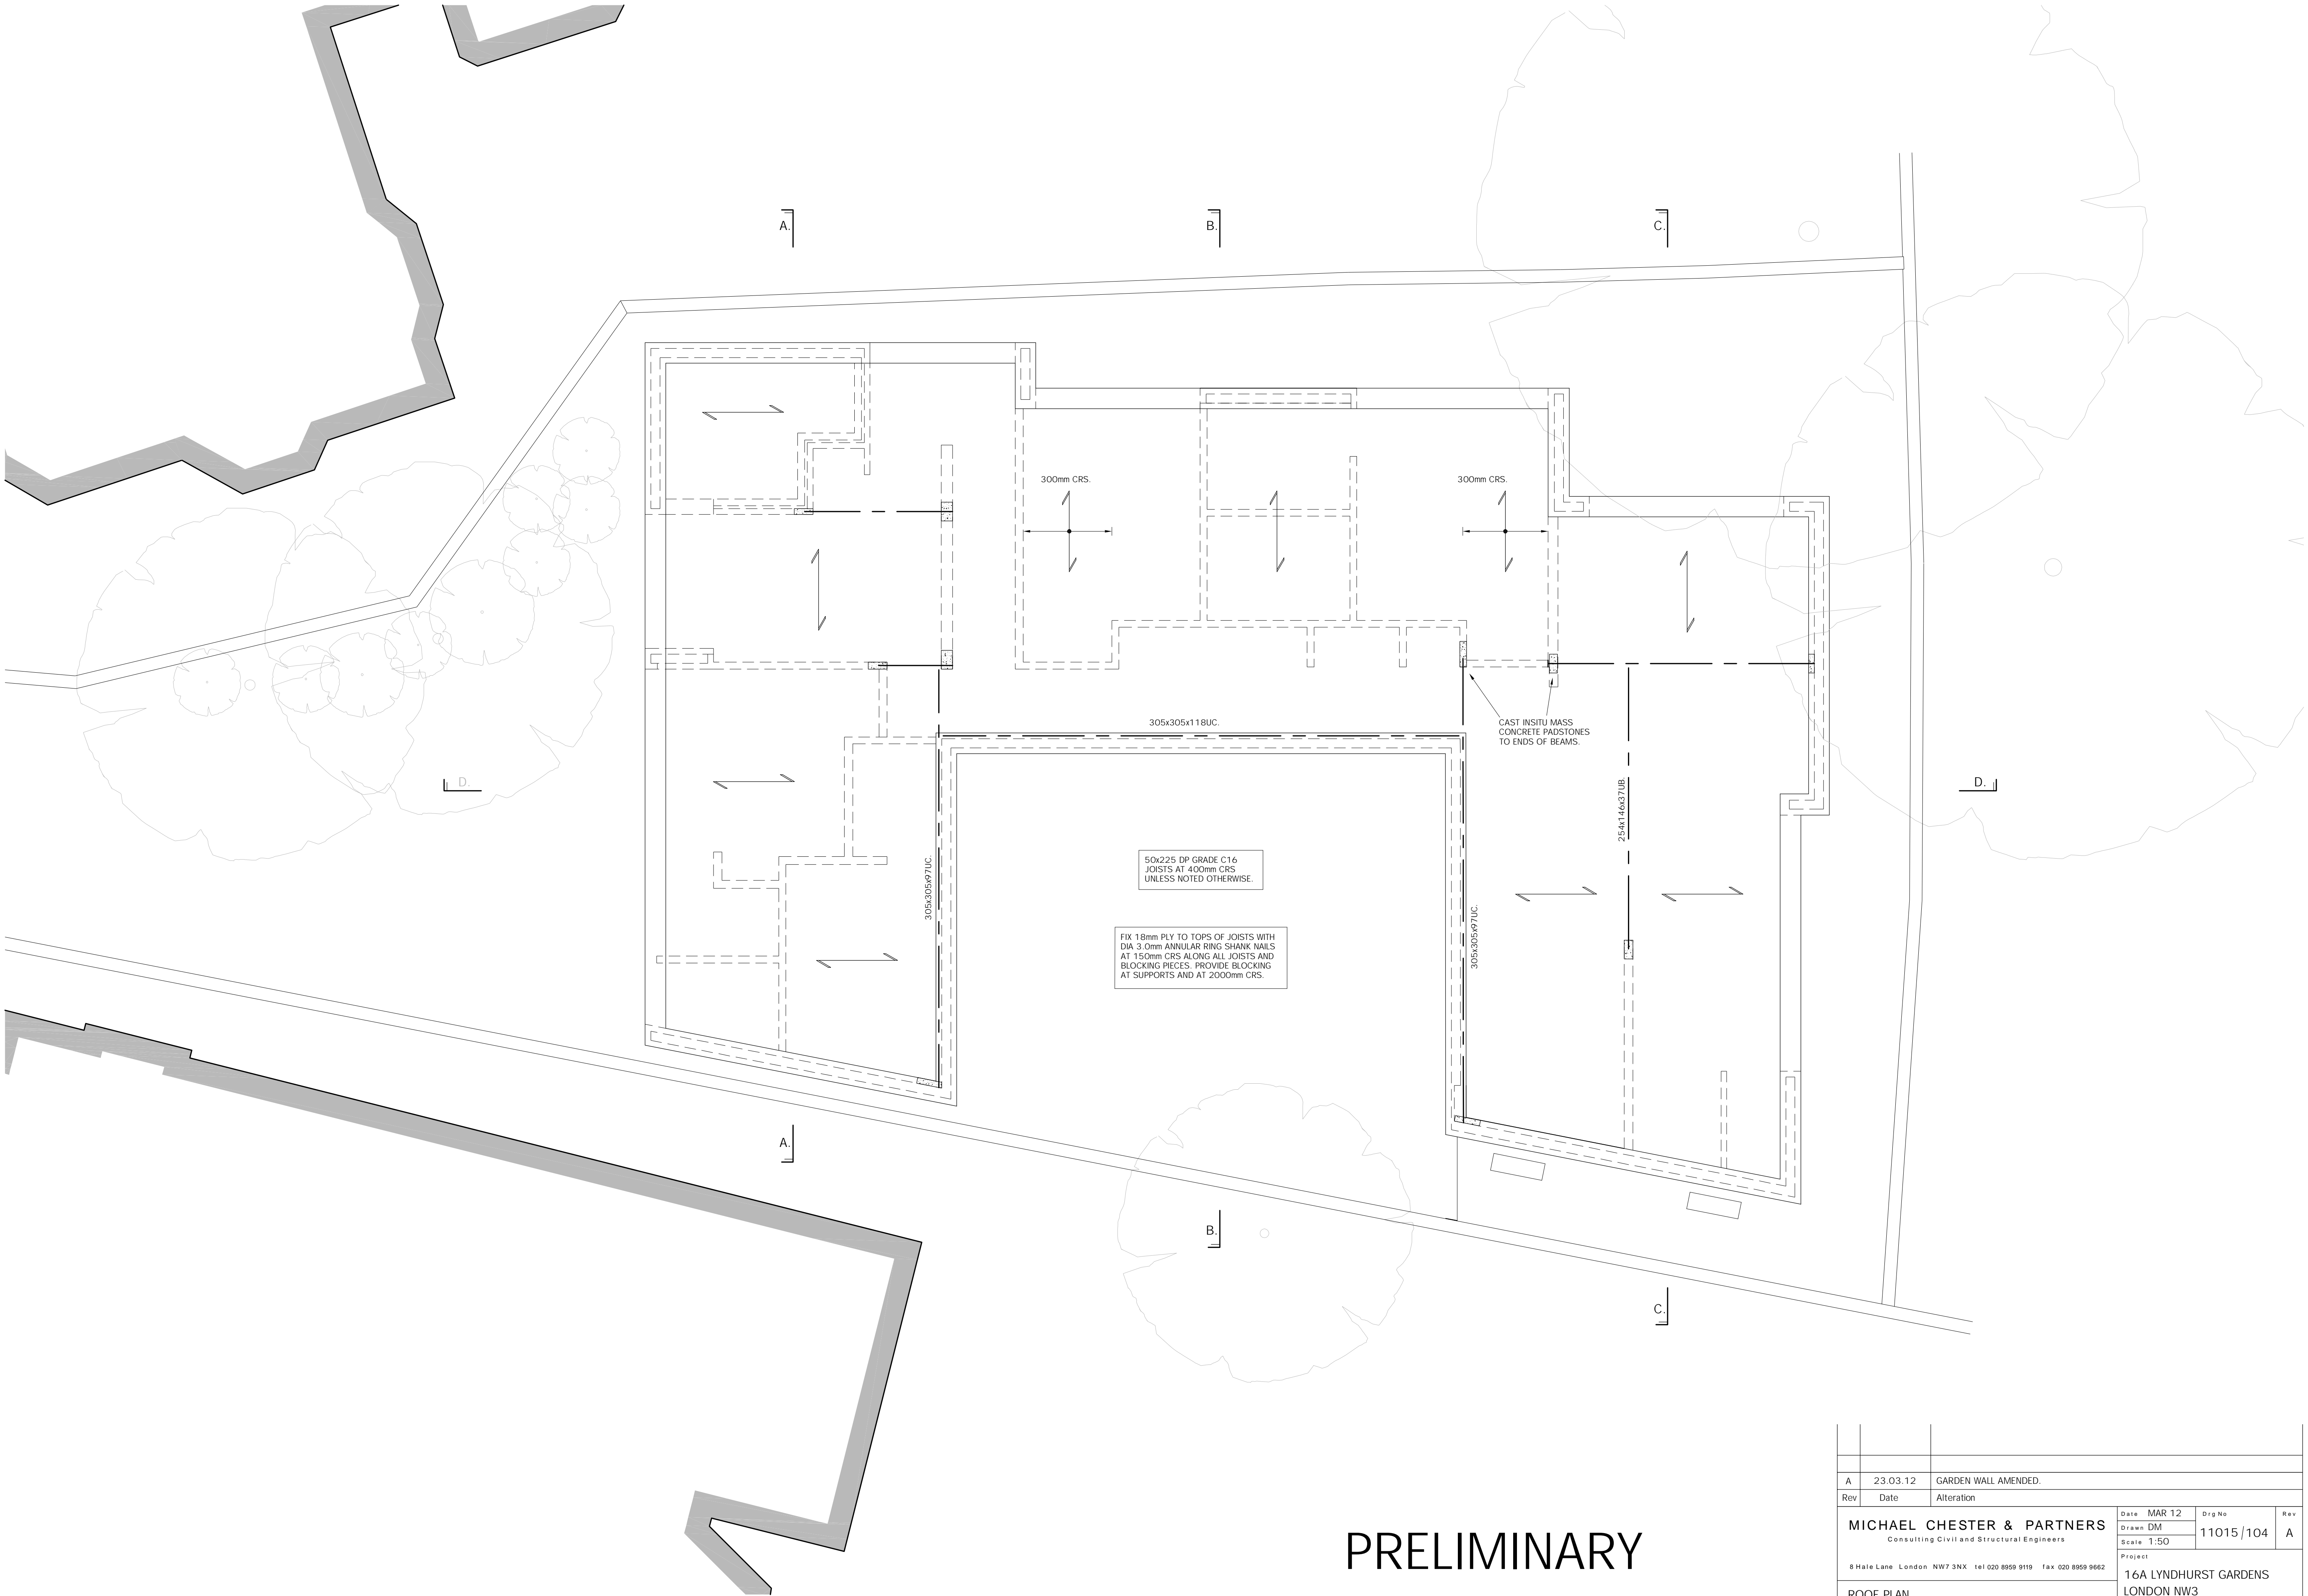 A.
B.
C.
300mm CRS.
300mm CRS.
305x305x118UC.
CAST INSITU MASS
CONCRETE PADSTONES
TO ENDS OF BEAMS.
D.
D.
254x146x37UB.
305x305x97UC.
50x225 DP GRADE C16
JOISTS AT 400mm CRS
UNLESS NOTED OTHERWISE.
305x305x97UC.
FIX 18mm PLY TO TOPS OF JOISTS WITH
DIA 3.0mm ANNULAR RING SHANK NAILS
AT 150mm CRS ALONG ALL JOISTS AND
BLOCKING PIECES. PROVIDE BLOCKING
AT SUPPORTS AND AT 2000mm CRS.
A.
B.
C.
PRELIMINARY
A 23.03.12 GARDEN WALL AMENDED.
Rev Date Alteration
MICHAEL CHESTER & PARTNERS
Consulting Civil and Structural Engineers
8 Hale Lane London NW7 3NX tel 020 8959 9119 fax 020 8959 9662
Date MAR 12
Drawn DM
Scale 1:50
Drg No
11015/104
Rev
A
Project
16A LYNDHURST GARDENS
LONDON NW3
ROOF PLAN